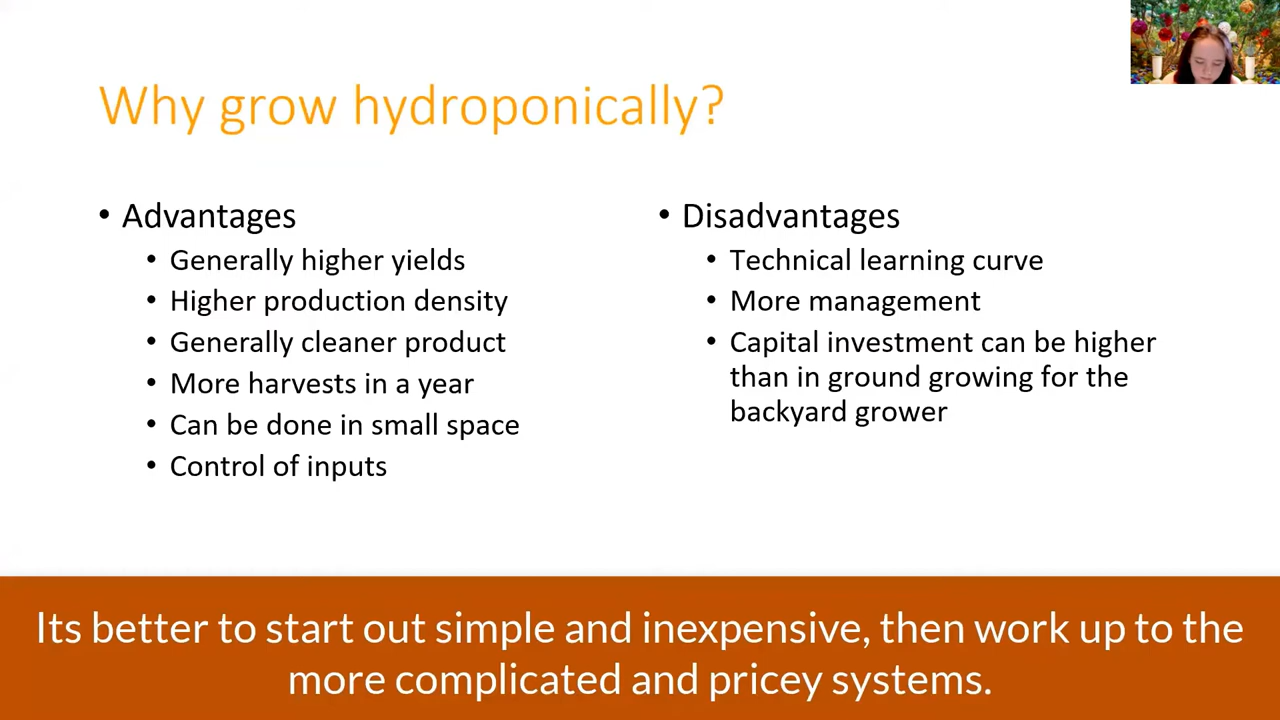 Why grow hydroponically?
• Advantages
• Generally higher yields
• Higher production density
• Generally cleaner product
• More harvests in a year
• Can be done in small space
• Control of inputs
• Disadvantages
• Technical learning curve
• More management
• Capital investment can be higher
than in ground growing for the
backyard grower
Its better to start out simple and inexpensive, then work up to the
more complicated and pricey systems.